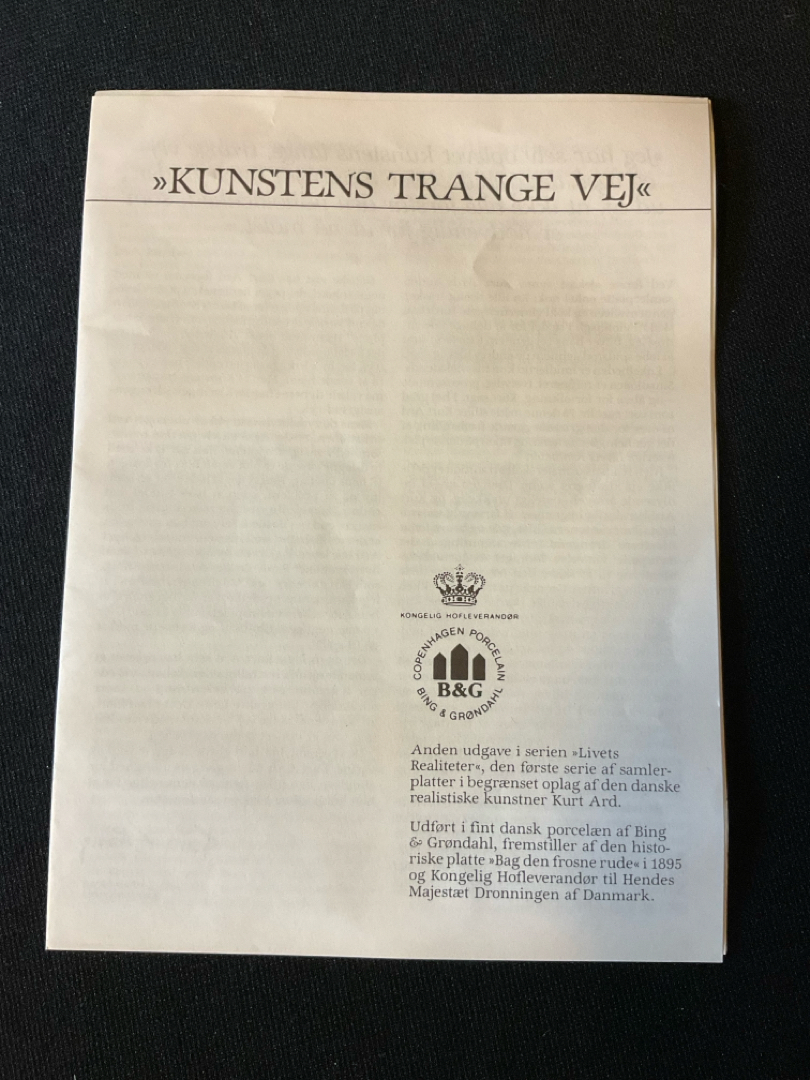 »KUNSTENS TRANGE VEJ«
KONGELIG HOFLEVERANDØR
COPENHAGEN PORCELAIN
B&G
BING & GRØNDAHL
Anden udgave i serien »Livets
Realiteter«, den første serie af samler-
platter i begrænset oplag af den danske
realistiske kunstner Kurt Ard.
Udført i fint dansk porcelæn af Bing
& Grøndahl, fremstiller af den histo-
riske platte »Bag den frosne rude« i 1895
og Kongelig Hofleverandør til Hendes
Majestæt Dronningen af Danmark.